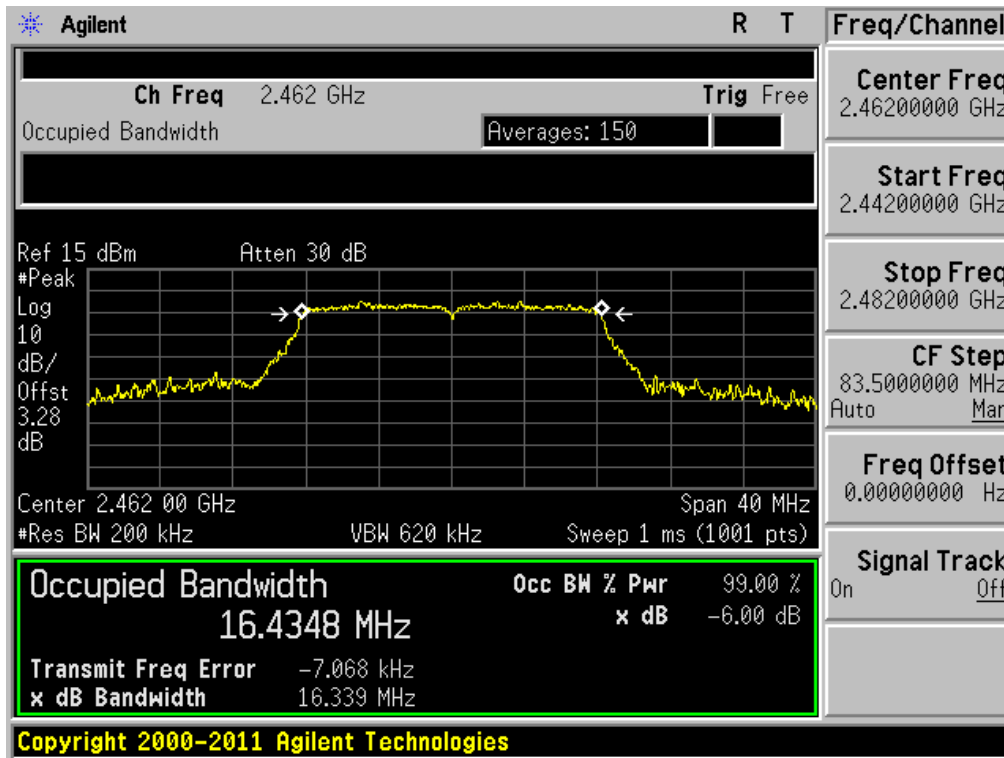 Agilent R T
Freq/Channel
Ch Freq 2.462 GHz Trig Free
Occupied Bandwidth Averages: 150
Center Freq
2.46200000 GHz
Start Freq
2.44200000 GHz
Stop Freq
2.48200000 GHz
CF Step
83.5000000 MHz
Auto Man
Freq Offset
0.00000000 Hz
Signal Track
On Off
Ref 15 dBm Atten 30 dB
#Peak
Log
10
dB/
Offst
3.28
dB
Center 2.462 00 GHz Span 40 MHz
#Res BW 200 kHz VBW 620 kHz Sweep 1 ms (1001 pts)
Occupied Bandwidth
16.4348 MHz
Occ BW % Pwr 99.00 %
x dB -6.00 dB
Transmit Freq Error -7.068 kHz
x dB Bandwidth 16.339 MHz
Copyright 2000-2011 Agilent Technologies